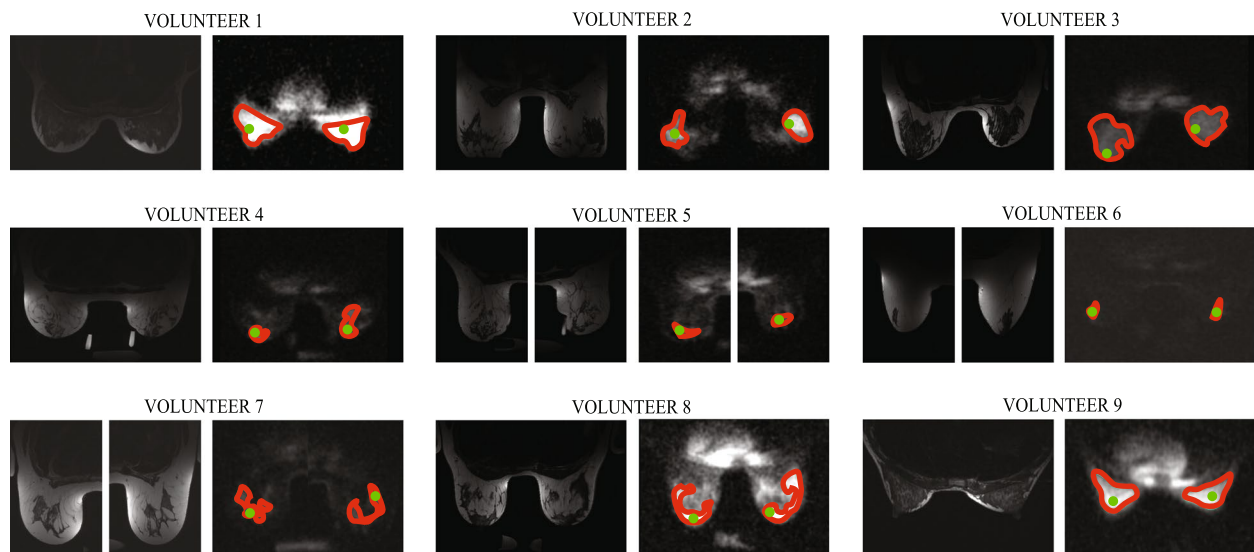 VOLUNTEER 1
VOLUNTEER 2
VOLUNTEER 3
VOLUNTEER 4
VOLUNTEER 5
VOLUNTEER 6
VOLUNTEER 7
VOLUNTEER 8
VOLUNTEER 9